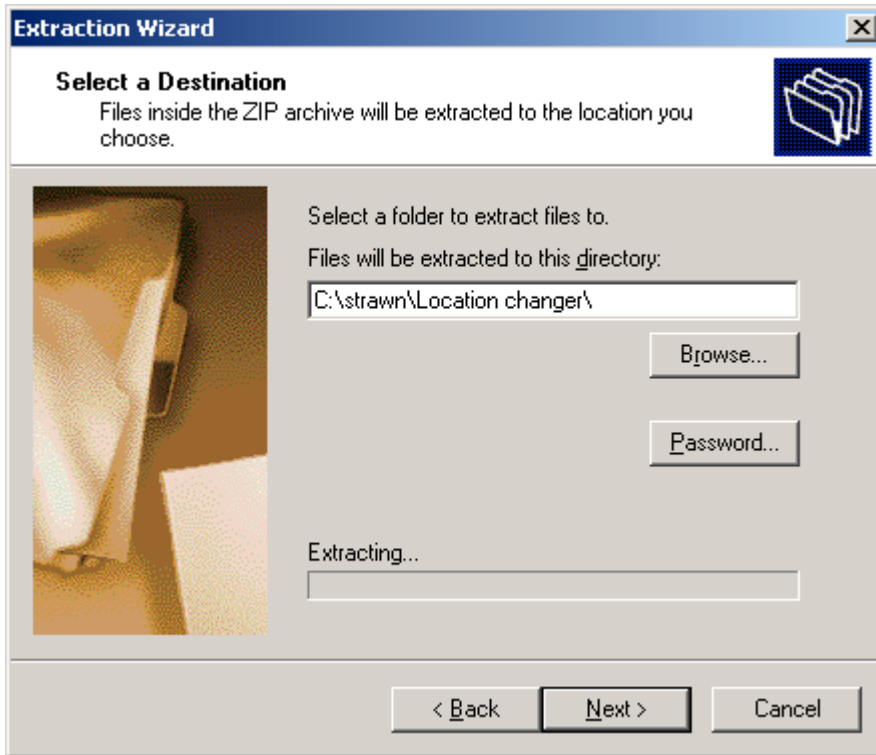 Extraction Wizard
Select a Destination
Files inside the ZIP archive will be extracted to the location you
choose.
Select a folder to extract files to.
Files will be extracted to this directory:
C:\strawn\Location changer\
Browse...
Password...
Extracting...
< Back
Next >
Cancel